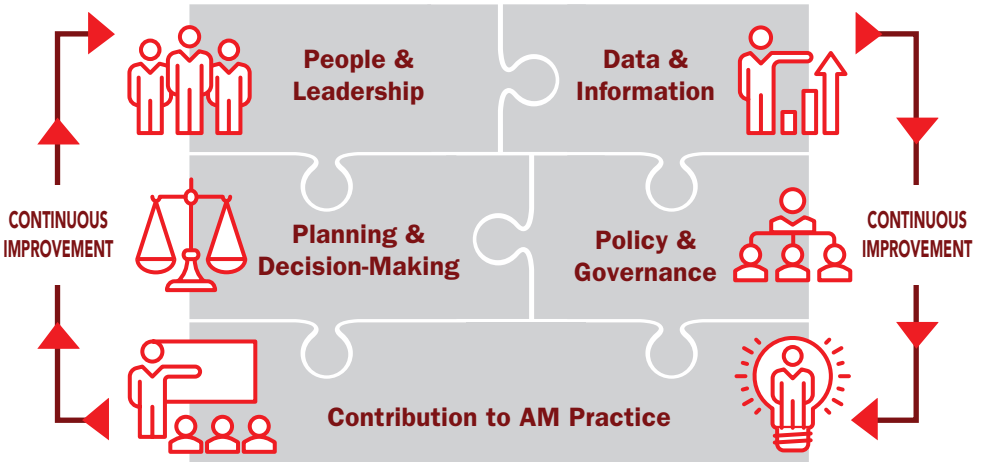 People &
Leadership
Data &
Information
CONTINUOUS
IMPROVEMENT
Planning &
Decision-Making
Policy &
Governance
CONTINUOUS
IMPROVEMENT
Contribution to AM Practice